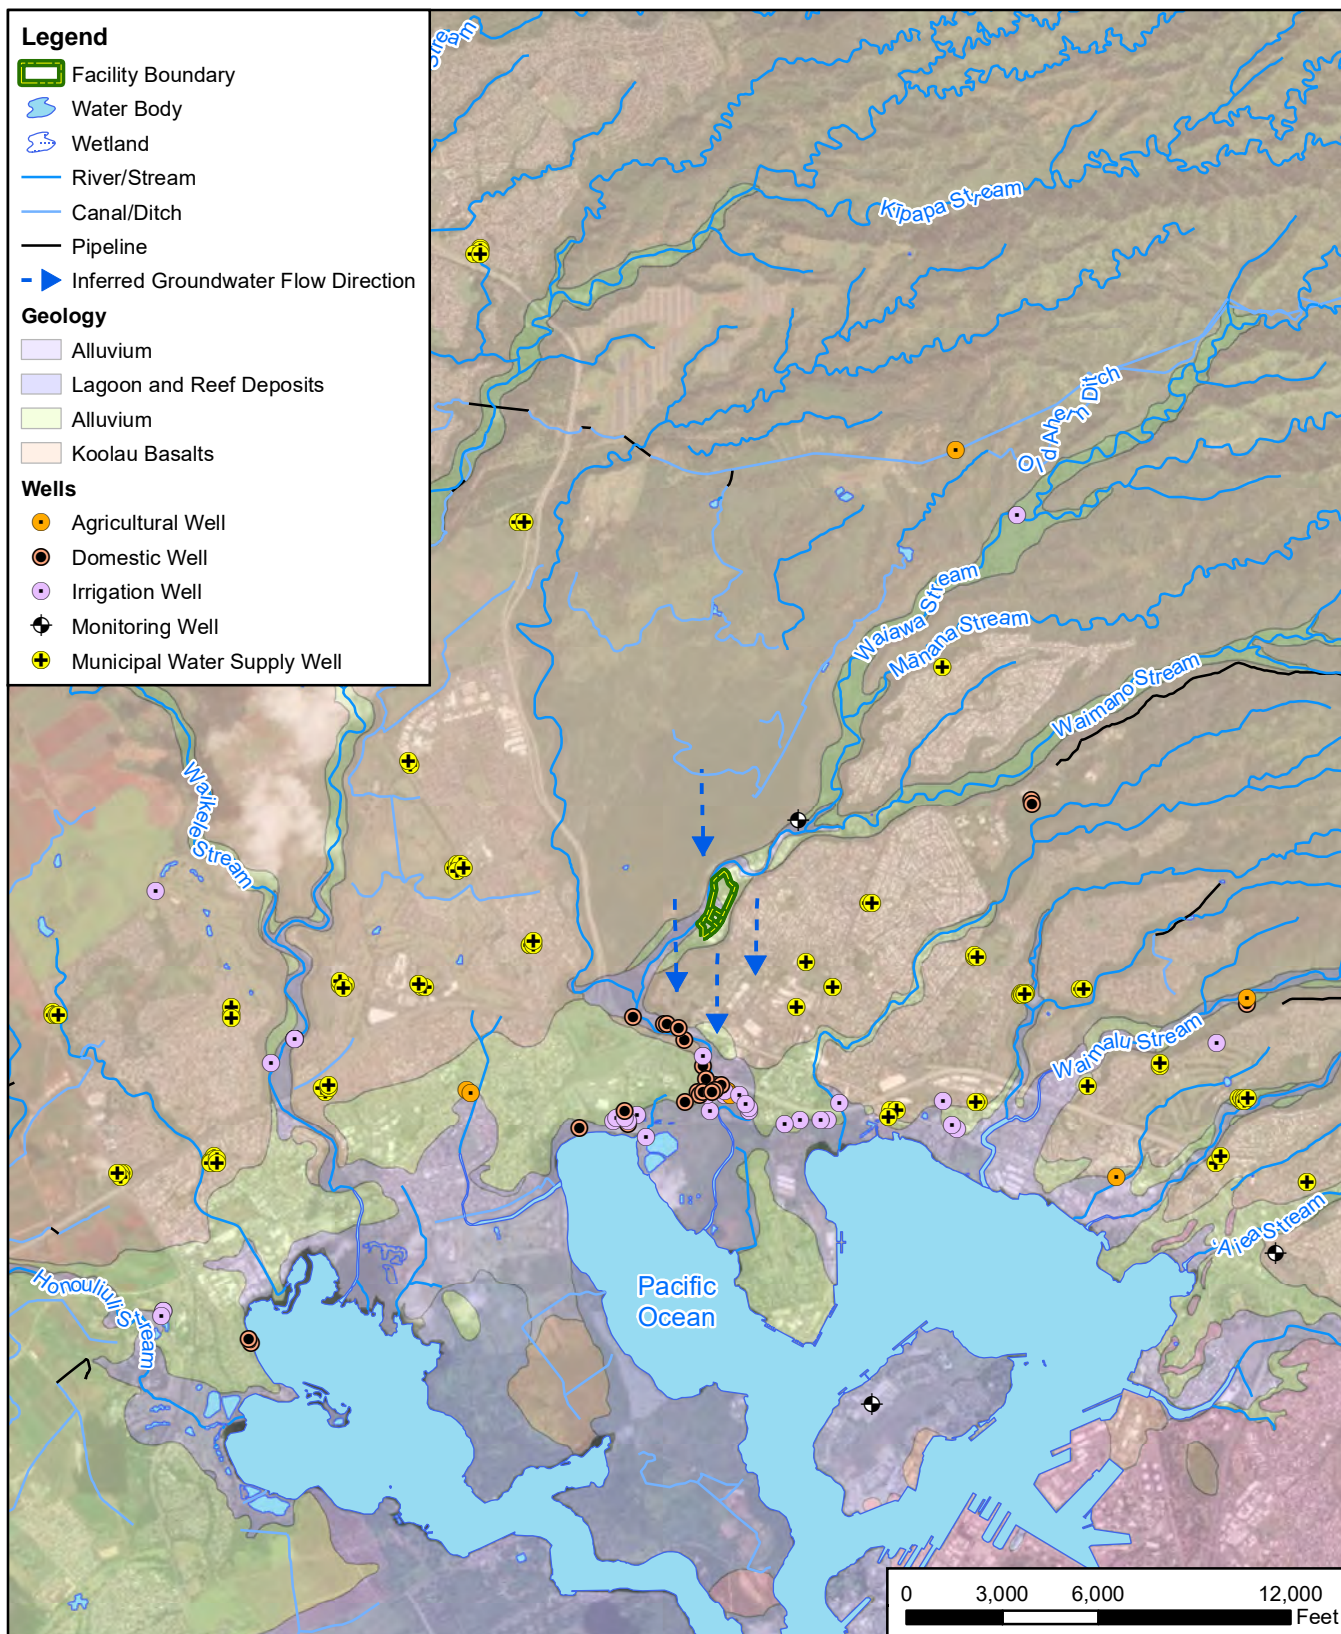 Legend
Facility Boundary
Water Body
Wetland
River/Stream
Canal/Ditch
Pipeline
Inferred Groundwater Flow Direction
Geology
Alluvium
Lagoon and Reef Deposits
Alluvium
Koolau Basalts
Wells
Agricultural Well
Domestic Well
Irrigation Well
Monitoring Well
Municipal Water Supply Well
Stream
Kīpapa Stream
Old Ahern Ditch
Waiawa Stream
Mānana Stream
Waimano Stream
Waikele Stream
Waimalu Stream
ʻAiea Stream
Honouliuli Stream
Pacific
Ocean
0 3,000 6,000 12,000
Feet